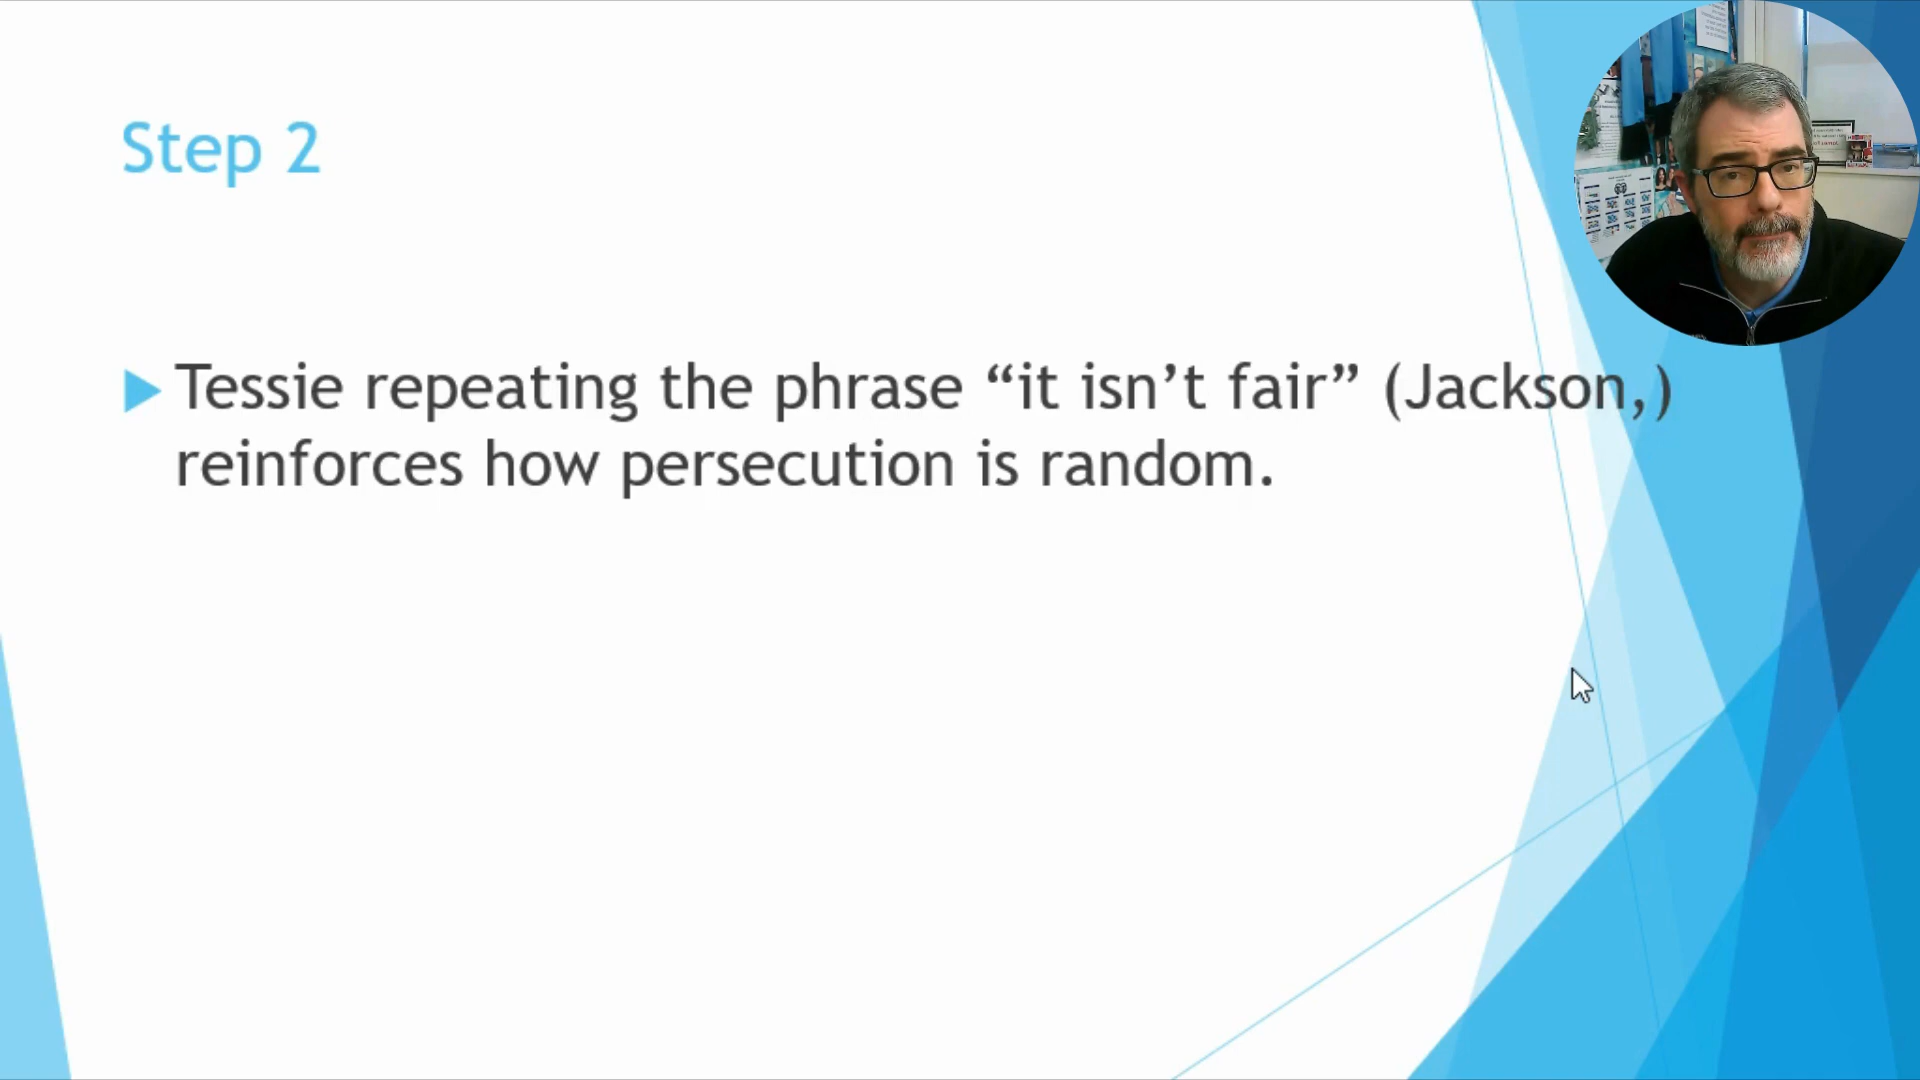 Step 2
Tessie repeating the phrase “it isn’t fair” (Jackson,)
reinforces how persecution is random.